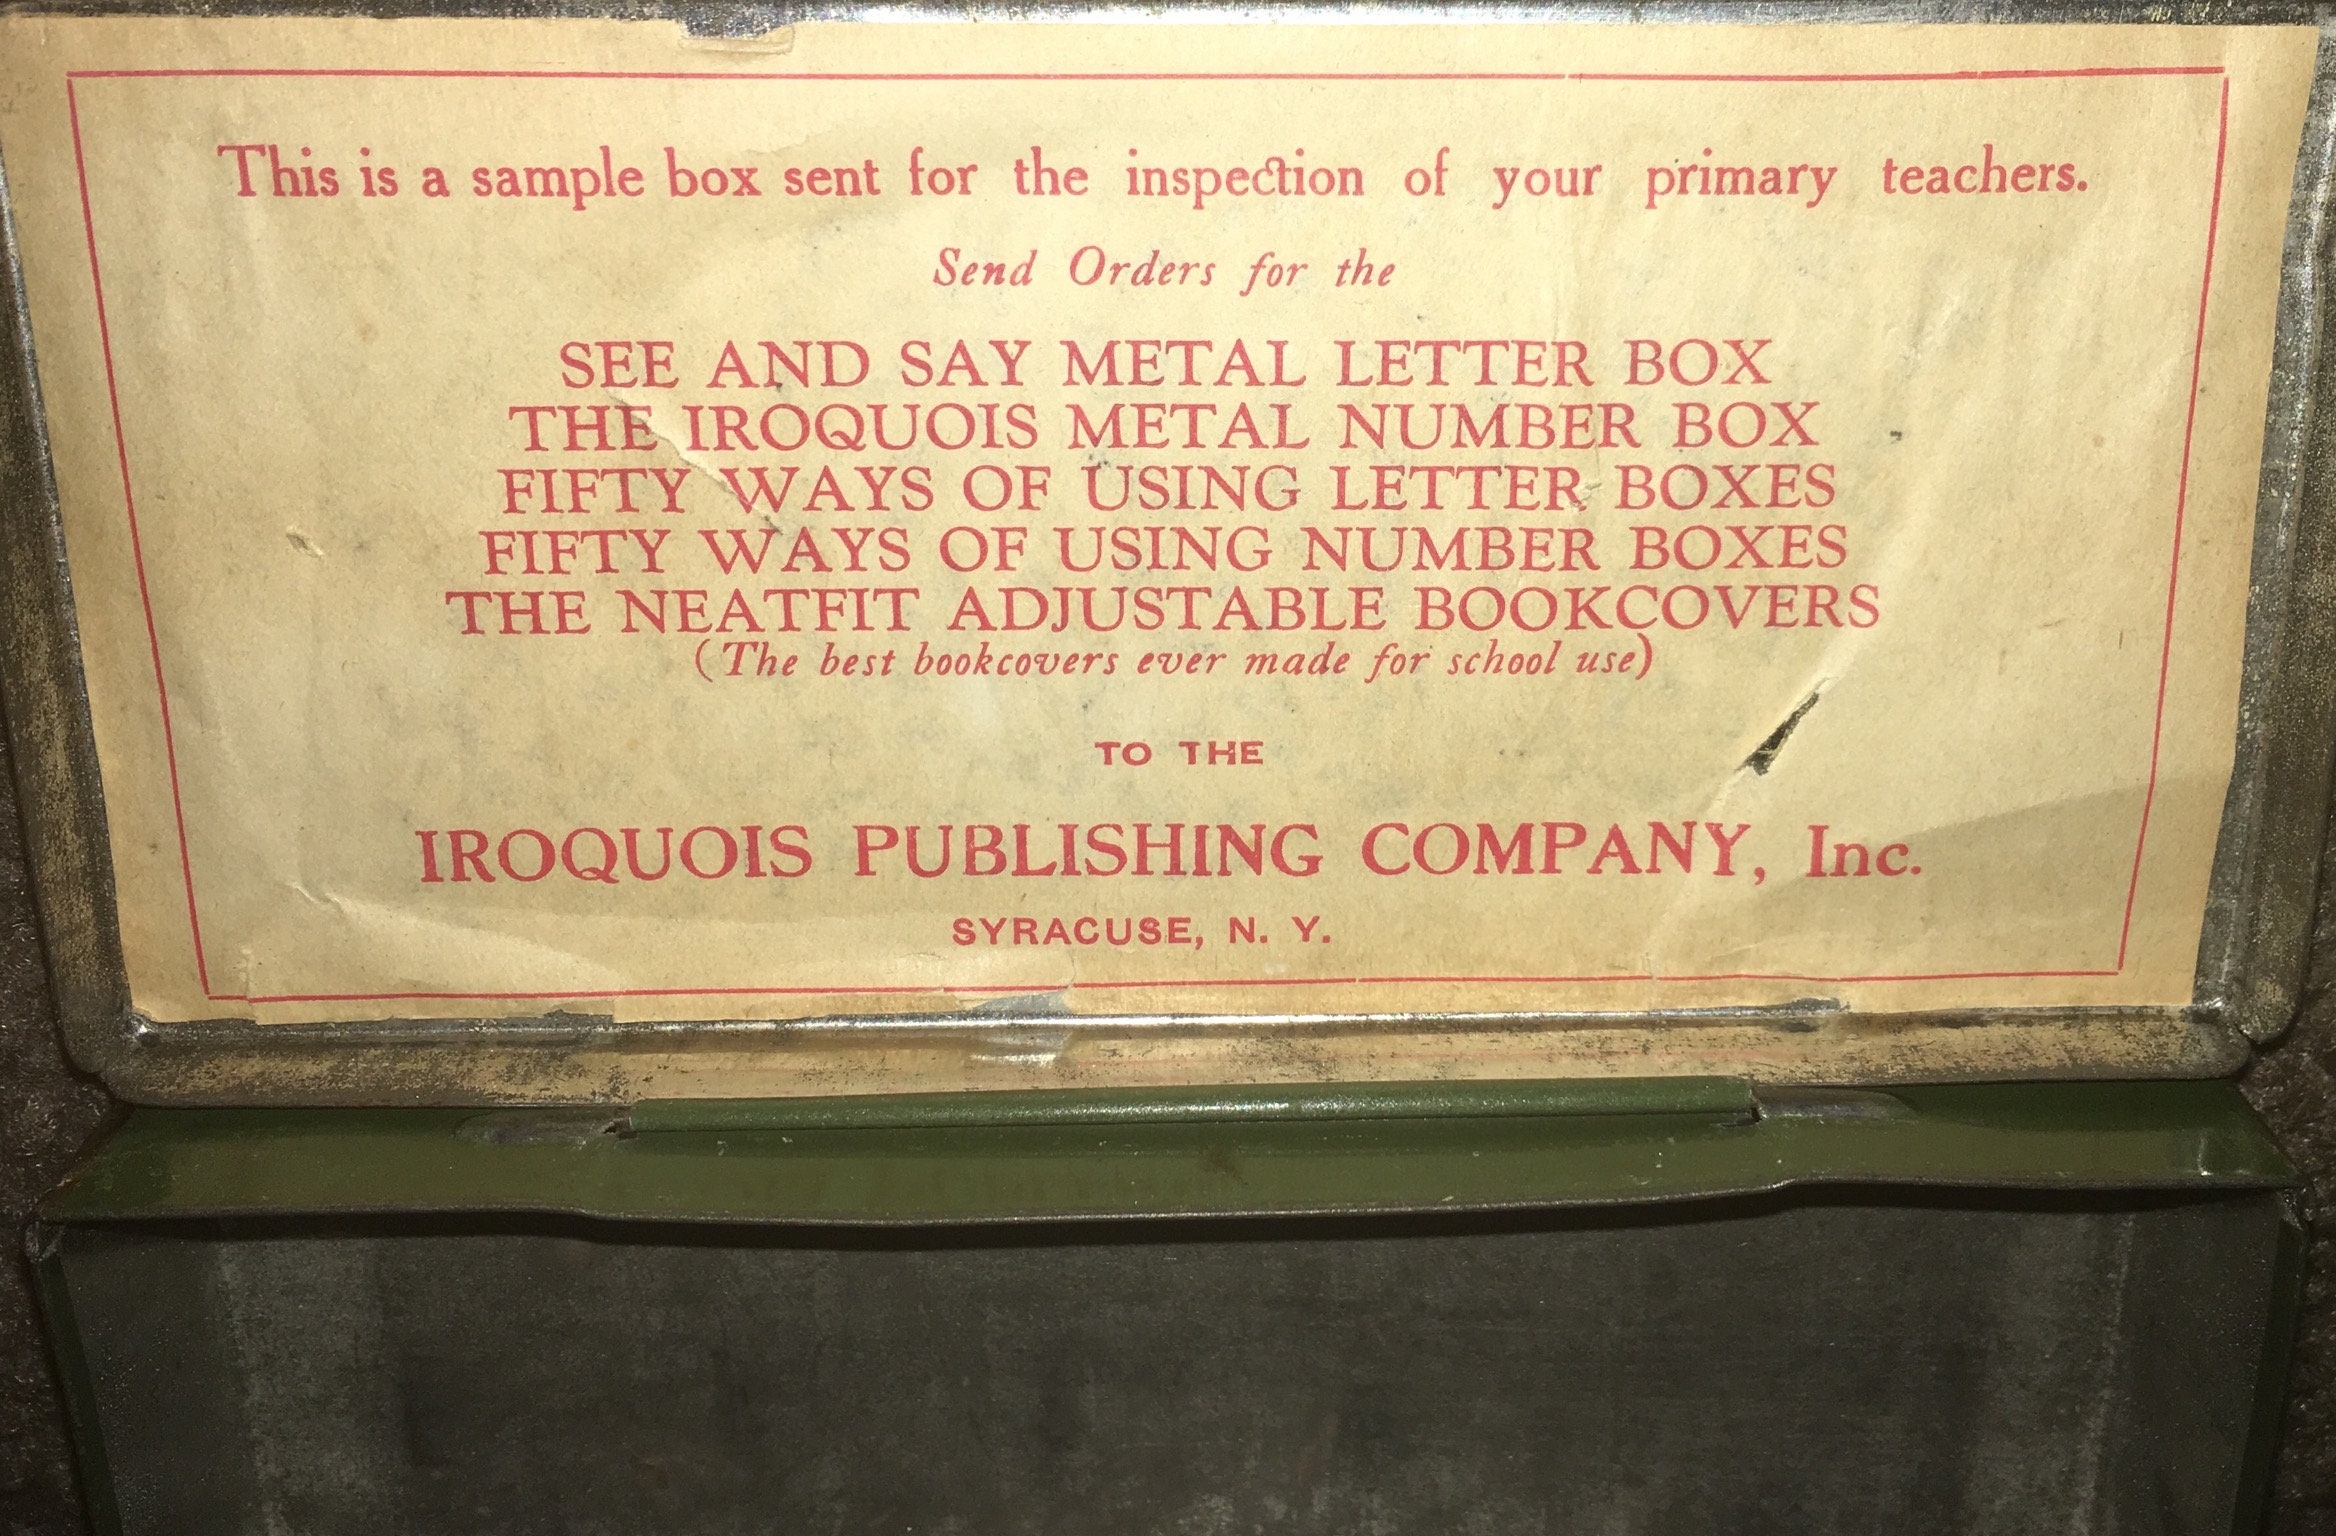 This is a sample box sent for the inspection of your primary teachers.
Send Orders for the
SEE AND SAY METAL LETTER BOX
THE IROQUOIS METAL NUMBER BOX
FIFTY WAYS OF USING LETTER BOXES
FIFTY WAYS OF USING NUMBER BOXES
THE NEATFIT ADJUSTABLE BOOKCOVERS
(The best bookcovers ever made for school use)
TO THE
IROQUOIS PUBLISHING COMPANY, Inc.
SYRACUSE, N. Y.